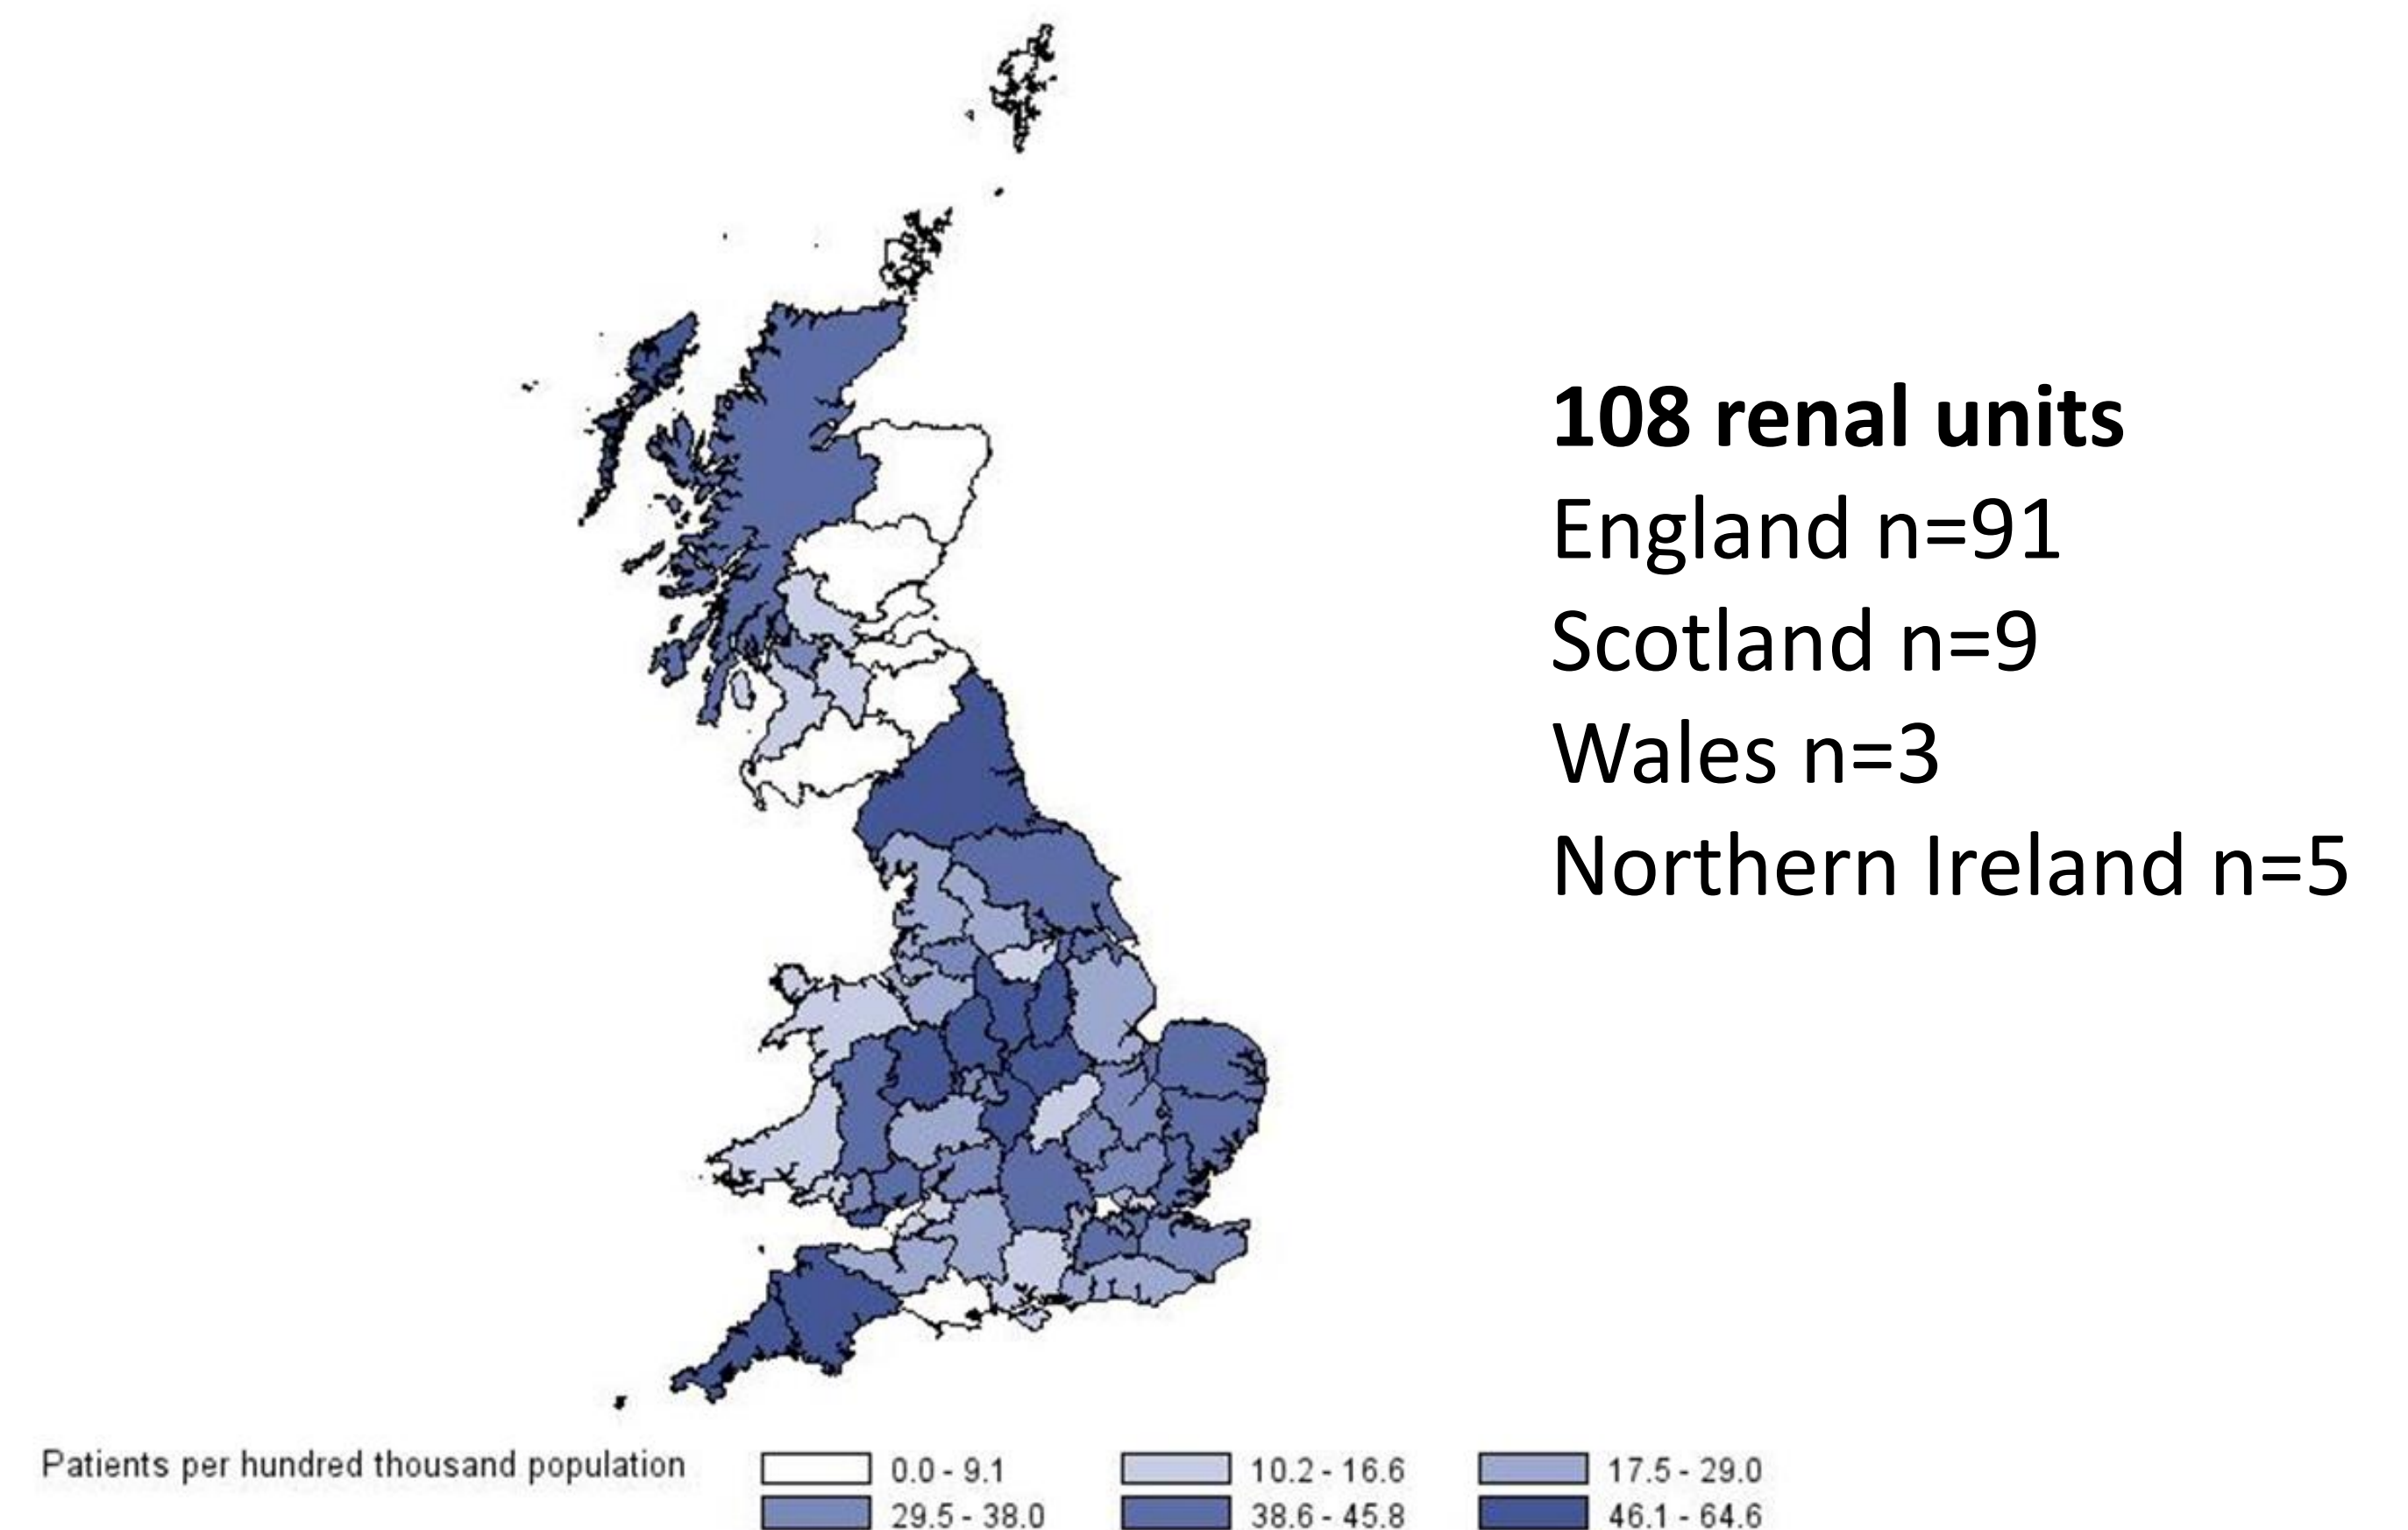 108 renal units
England n=91
Scotland n=9
Wales n=3
Northern Ireland n=5
Patients per hundred thousand population
0.0 - 9.1
10.2 - 16.6
17.5 - 29.0
29.5 - 38.0
38.6 - 45.8
46.1 - 64.6